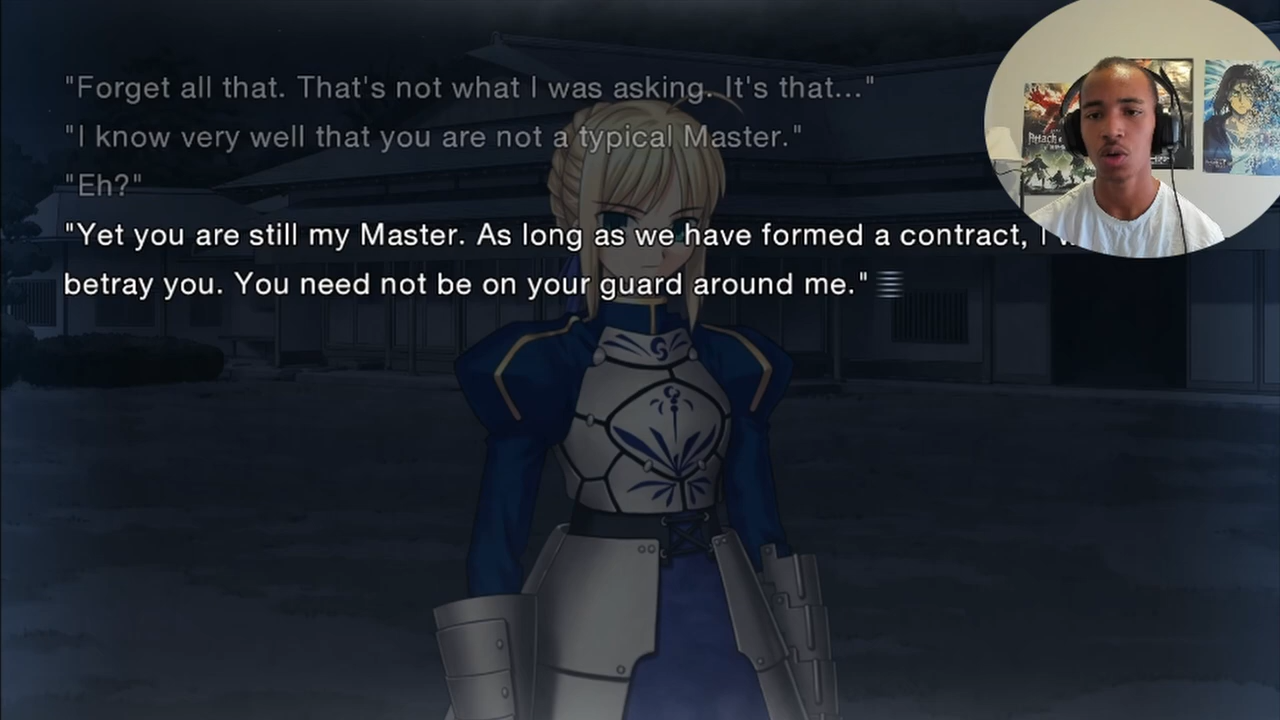 "Forget all that. That's not what I was asking. It's that..."
"I know very well that you are not a typical Master."
"Eh?"
"Yet you are still my Master. As long as we have formed a contract, I
betray you. You need not be on your guard around me."
Attack